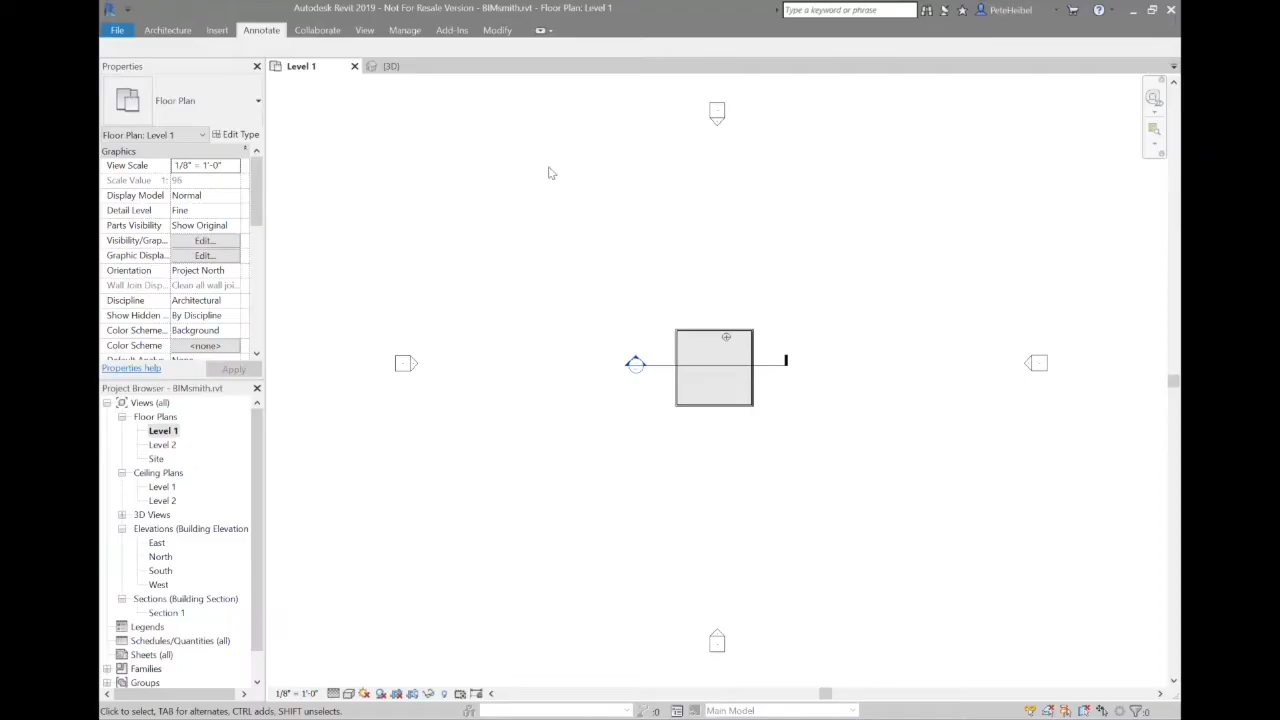 Autodesk Revit 2019 - Not For Resale Version - BIMsmith.rvt - Floor Plan: Level 1
Type a keyword or phrase
PeteHeibel
File Architecture Insert Annotate Collaborate View Manage Add-Ins Modify
Properties
Level 1
{3D}
Floor Plan
Floor Plan: Level 1
Edit Type
Graphics
View Scale 1/8" = 1'-0"
Scale Value 1: 96
Display Model Normal
Detail Level Fine
Parts Visibility Show Original
Visibility/Grap... Edit...
Graphic Displa... Edit...
Orientation Project North
Wall Join Disp... Clean all wall joi...
Discipline Architectural
Show Hidden ... By Discipline
Color Scheme... Background
Color Scheme <none>
Properties help
Apply
Project Browser - BIMsmith.rvt
Views (all)
Floor Plans
Level 1
Level 2
Site
Ceiling Plans
Level 1
Level 2
3D Views
Elevations (Building Elevation
East
North
South
West
Sections (Building Section)
Section 1
Legends
Schedules/Quantities (all)
Sheets (all)
Families
Groups
1/8" = 1'-0"
Click to select, TAB for alternates, CTRL adds, SHIFT unselects.
:0
Main Model
:0